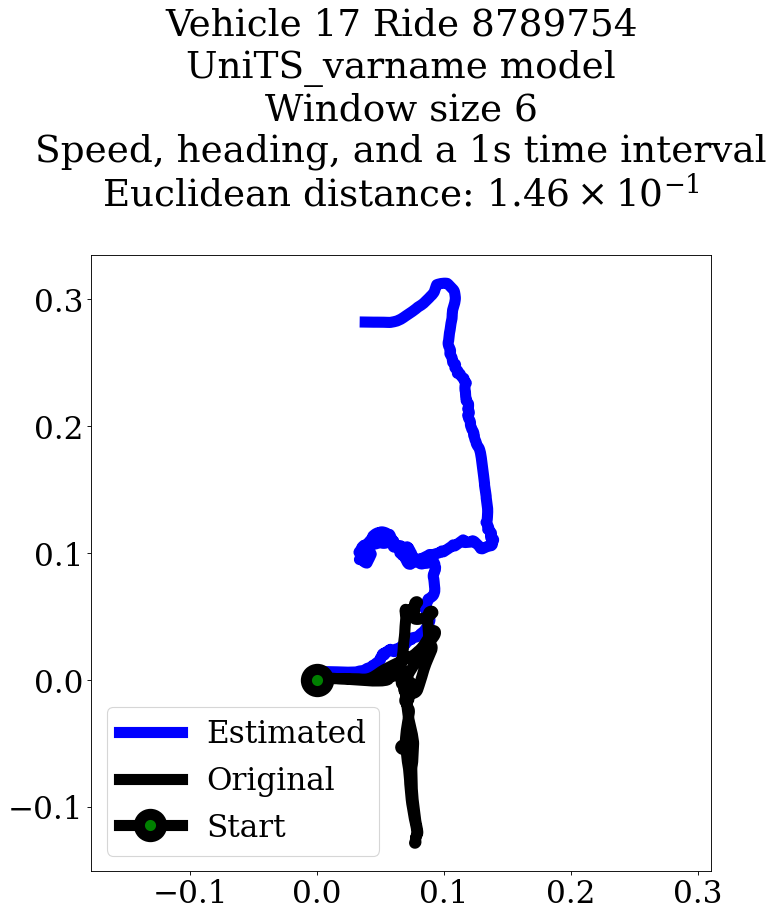 Vehicle 17 Ride 8789754
UniTS_varname model
Window size 6
Speed, heading, and a 1s time interval
Euclidean distance: 1.46 × 10⁻¹
0.3
0.2
0.1
0.0
−0.1
Estimated
Original
Start
−0.1 0.0 0.1 0.2 0.3